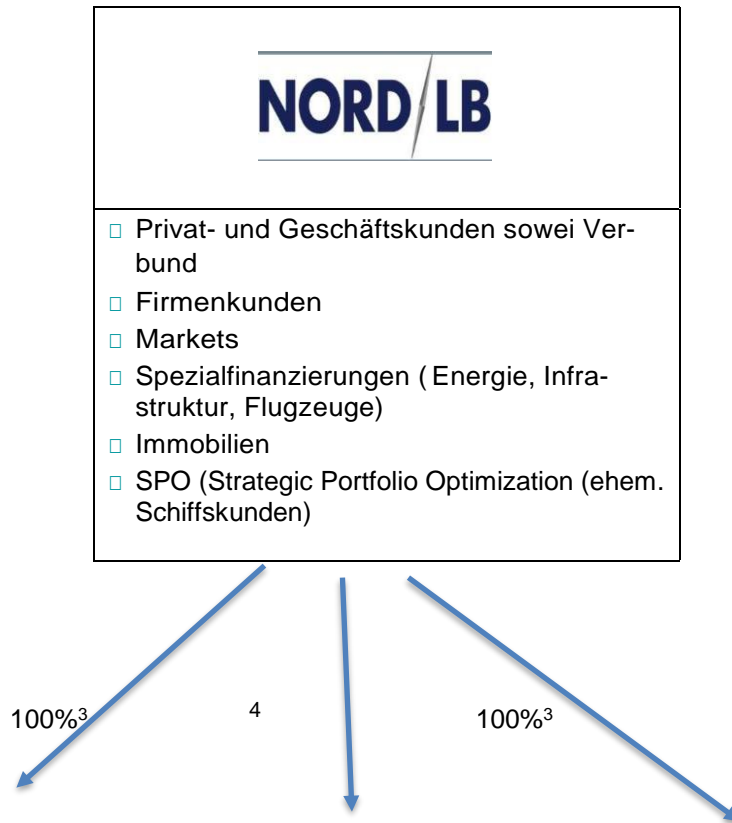 NORD/LB
Privat- und Geschäftskunden sowei Ver-
bund
Firmenkunden
Markets
Spezialfinanzierungen ( Energie, Infra-
struktur, Flugzeuge)
Immobilien
SPO (Strategic Portfolio Optimization (ehem.
Schiffskunden)
100%³ 4 100%³